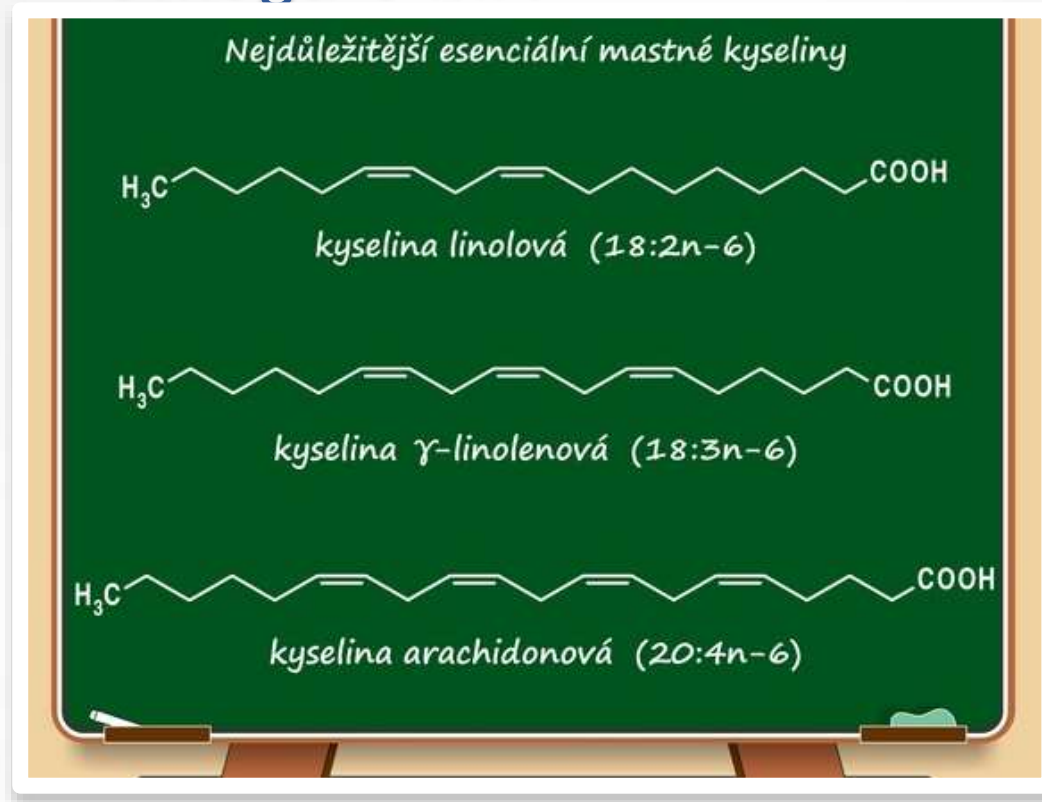 Nejdůležitější esenciální mastné kyseliny
H₃C COOH
kyselina linolová (18:2n-6)
H₃C COOH
kyselina γ-linolenová (18:3n-6)
H₃C COOH
kyselina arachidonová (20:4n-6)